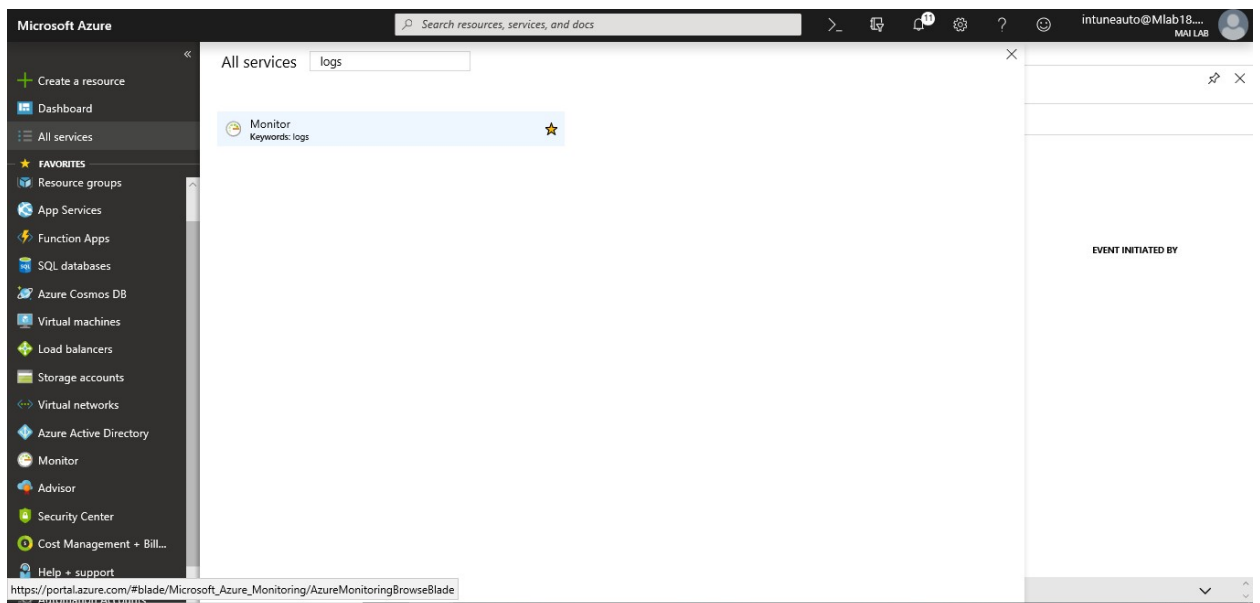 Microsoft Azure
Search resources, services, and docs
11
intuneauto@Mlab18....
MAI LAB
Create a resource
Dashboard
All services
FAVORITES
Resource groups
App Services
Function Apps
SQL databases
Azure Cosmos DB
Virtual machines
Load balancers
Storage accounts
Virtual networks
Azure Active Directory
Monitor
Advisor
Security Center
Cost Management + Bill...
Help + support
Automation Accounts
All services
logs
Monitor
Keywords: logs
EVENT INITIATED BY
https://portal.azure.com/#blade/Microsoft_Azure_Monitoring/AzureMonitoringBrowseBlade